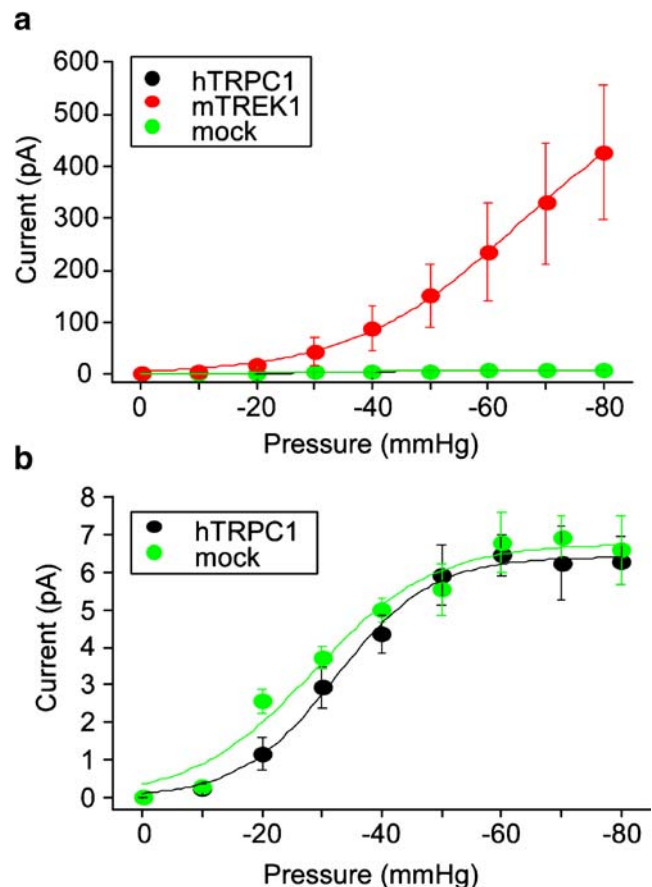 a
600
500
400
300
200
100
0
Current (pA)
hTRPC1
mTREK1
mock
0 -20 -40 -60 -80
Pressure (mmHg)
b
8
7
6
5
4
3
2
1
0
Current (pA)
hTRPC1
mock
0 -20 -40 -60 -80
Pressure (mmHg)